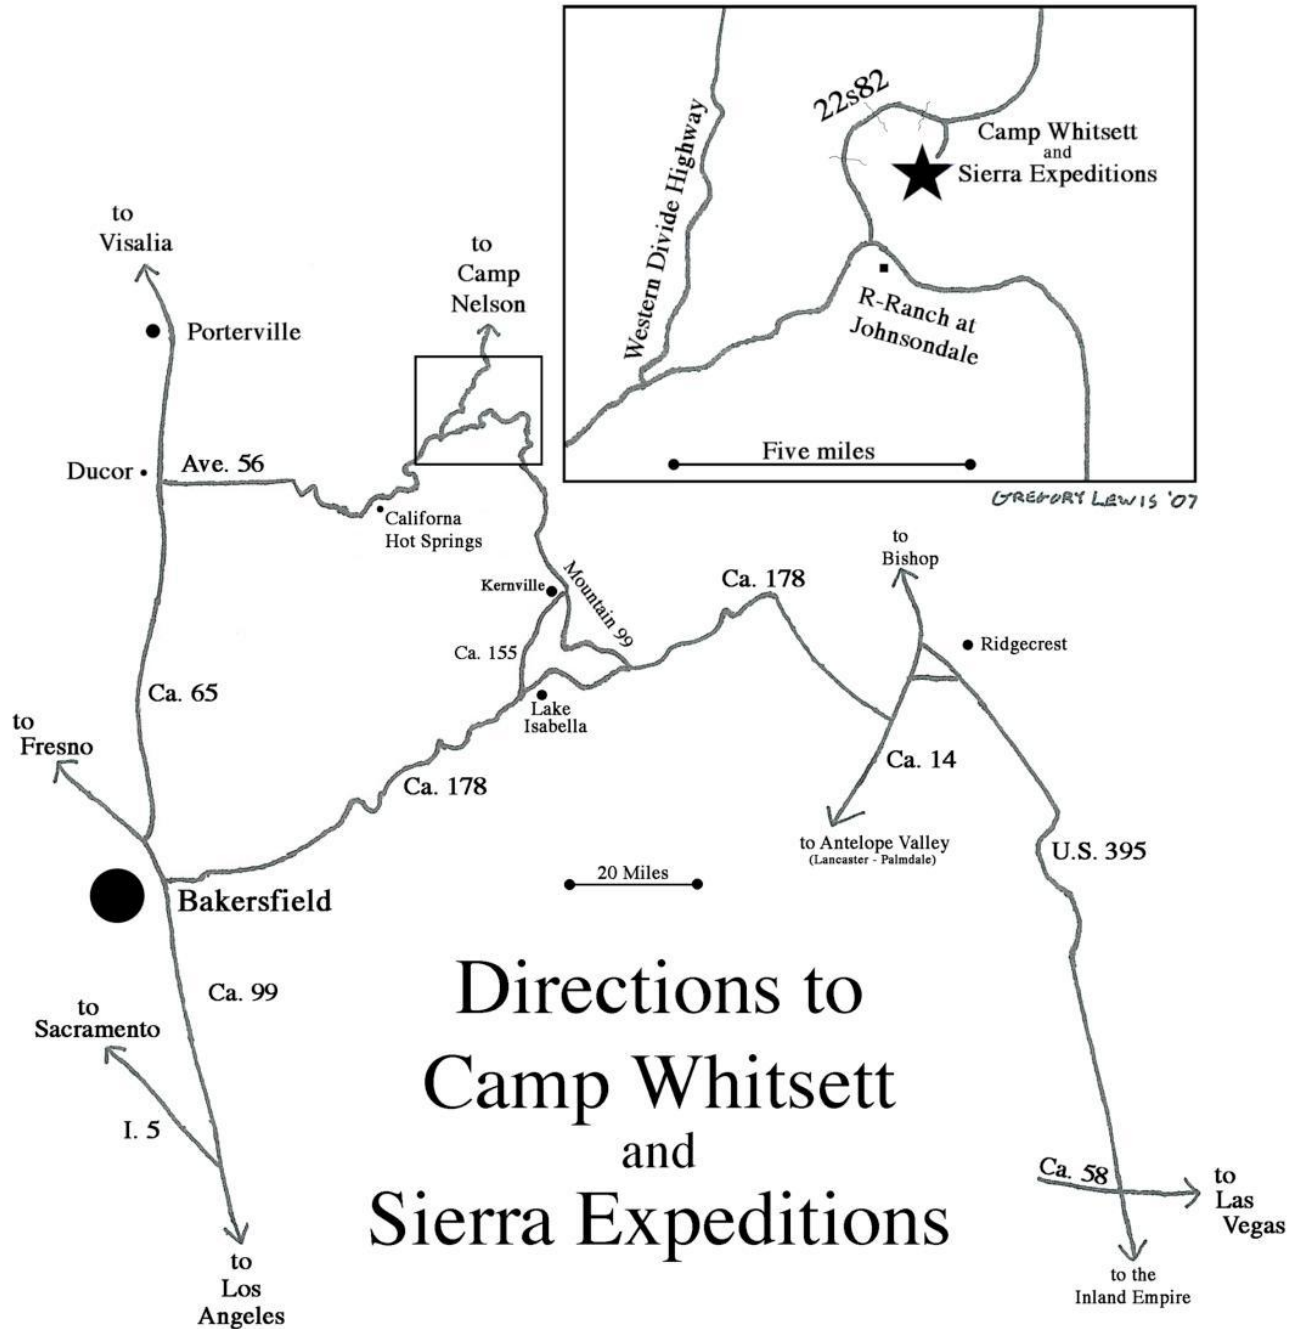 22s82
Western Divide Highway
Camp Whitsett
and
Sierra Expeditions
R-Ranch at
Johnsondale
Five miles
GREGORY LEWIS '07
to
Visalia
to
Camp
Nelson
Porterville
Ducor
Ave. 56
Californa
Hot Springs
to
Bishop
Kernville
Mountain 99
Ca. 178
Ridgecrest
Ca. 155
Ca. 65
Lake
Isabella
to
Fresno
Ca. 178
Ca. 14
to Antelope Valley
(Lancaster - Palmdale)
U.S. 395
20 Miles
Bakersfield
Ca. 99
to
Sacramento
I. 5
Directions to
Camp Whitsett
and
Sierra Expeditions
Ca. 58
to
Las
Vegas
to
Los
Angeles
to the
Inland Empire